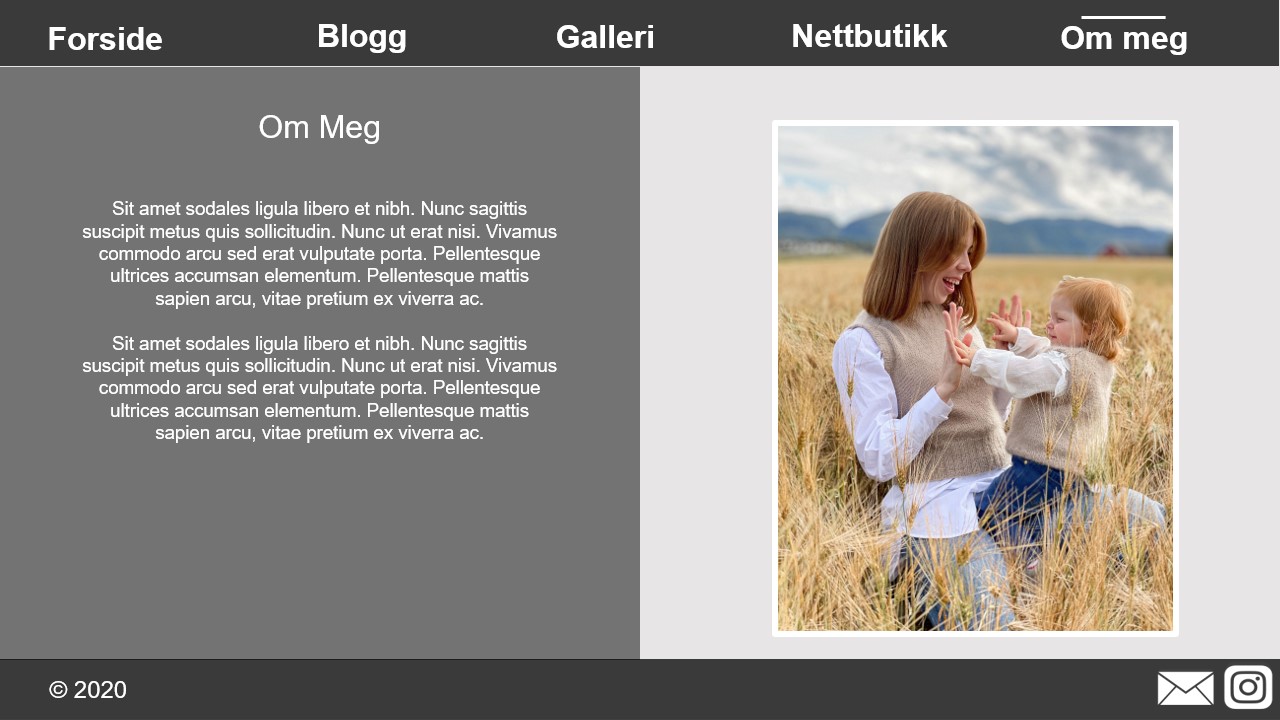 Forside
Blogg
Galleri
Nettbutikk
Om meg
Om Meg
Sit amet sodales ligula libero et nibh. Nunc sagittis
suscipit metus quis sollicitudin. Nunc ut erat nisi. Vivamus
commodo arcu sed erat vulputate porta. Pellentesque
ultrices accumsan elementum. Pellentesque mattis
sapien arcu, vitae pretium ex viverra ac.
Sit amet sodales ligula libero et nibh. Nunc sagittis
suscipit metus quis sollicitudin. Nunc ut erat nisi. Vivamus
commodo arcu sed erat vulputate porta. Pellentesque
ultrices accumsan elementum. Pellentesque mattis
sapien arcu, vitae pretium ex viverra ac.
© 2020